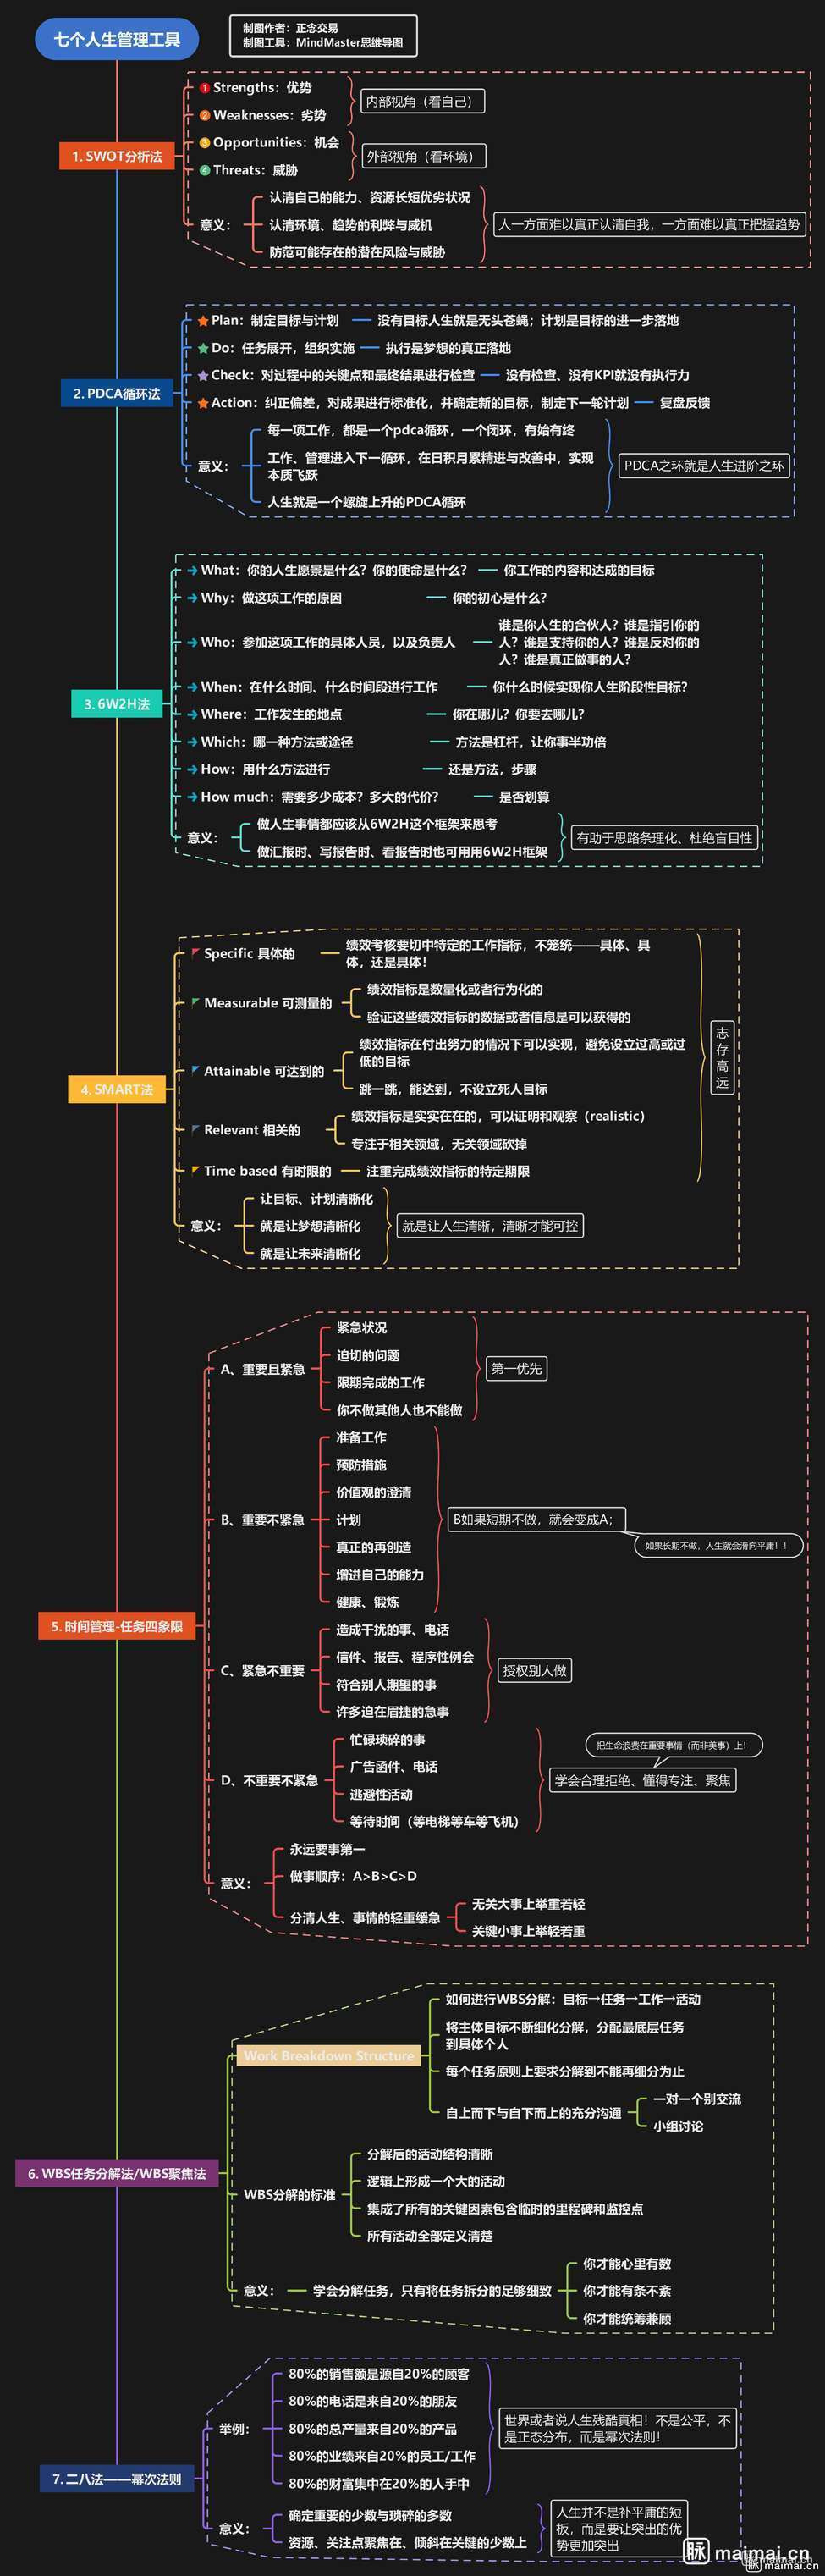 七个人生管理工具
制图作者：正念交易
制图工具：MindMaster思维导图
1. SWOT分析法
1 Strengths：优势
2 Weaknesses：劣势
内部视角（看自己）
3 Opportunities：机会
4 Threats：威胁
外部视角（看环境）
意义：
认清自己的能力、资源长短优劣状况
认清环境、趋势的利弊与威机
防范可能存在的潜在风险与威胁
人一方面难以真正认清自我，一方面难以真正把握趋势
2. PDCA循环法
Plan：制定目标与计划
没有目标人生就是无头苍蝇；计划是目标的进一步落地
Do：任务展开，组织实施
执行是梦想的真正落地
Check：对过程中的关键点和最终结果进行检查
没有检查、没有KPI就没有执行力
Action：纠正偏差，对成果进行标准化，并确定新的目标，制定下一轮计划
复盘反馈
意义：
每一项工作，都是一个pdca循环，一个闭环，有始有终
工作、管理进入下一循环，在日积月累精进与改善中，实现
本质飞跃
人生就是一个螺旋上升的PDCA循环
PDCA之环就是人生进阶之环
3. 6W2H法
What：你的人生愿景是什么？你的使命是什么？
你工作的内容和达成的目标
Why：做这项工作的原因
你的初心是什么？
Who：参加这项工作的具体人员，以及负责人
谁是你人生的合伙人？谁是指引你的
人？谁是支持你的人？谁是反对你的
人？谁是真正做事的人？
When：在什么时间、什么时间段进行工作
你什么时候实现你人生阶段性目标？
Where：工作发生的地点
你在哪儿？你要去哪儿？
Which：哪一种方法或途径
方法是杠杆，让你事半功倍
How：用什么方法进行
还是方法，步骤
How much：需要多少成本？多大的代价？
是否划算
意义：
做人生事情都应该从6W2H这个框架来思考
做汇报时、写报告时、看报告时也可用用6W2H框架
有助于思路条理化、杜绝盲目性
4. SMART法
Specific 具体的
绩效考核要切中特定的工作指标，不笼统——具体、具
体，还是具体！
Measurable 可测量的
绩效指标是数量化或者行为化的
验证这些绩效指标的数据或者信息是可以获得的
Attainable 可达到的
绩效指标在付出努力的情况下可以实现，避免设立过高或过
低的目标
跳一跳，能达到，不设立死人目标
Relevant 相关的
绩效指标是实实在在的，可以证明和观察（realistic）
专注于相关领域，无关领域砍掉
Time based 有时限的
注重完成绩效指标的特定期限
志
存
高
远
意义：
让目标、计划清晰化
就是让梦想清晰化
就是让未来清晰化
就是让人生清晰，清晰才能可控
5. 时间管理-任务四象限
A、重要且紧急
紧急状况
迫切的问题
限期完成的工作
你不做其他人也不能做
第一优先
B、重要不紧急
准备工作
预防措施
价值观的澄清
计划
真正的再创造
增进自己的能力
健康、锻炼
B如果短期不做，就会变成A；
如果长期不做，人生就会滑向平庸！！
C、紧急不重要
造成干扰的事、电话
信件、报告、程序性例会
符合别人期望的事
许多迫在眉捷的急事
授权别人做
D、不重要不紧急
忙碌琐碎的事
广告函件、电话
逃避性活动
等待时间（等电梯等车等飞机）
把生命浪费在重要事情（而非美事）上！
学会合理拒绝、懂得专注、聚焦
意义：
永远要事第一
做事顺序：A>B>C>D
分清人生、事情的轻重缓急
无关大事上举重若轻
关键小事上举轻若重
6. WBS任务分解法/WBS聚焦法
Work Breakdown Structure
如何进行WBS分解：目标→任务→工作→活动
将主体目标不断细化分解，分配最底层任务
到具体个人
每个任务原则上要求分解到不能再细分为止
自上而下与自下而上的充分沟通
一对一个别交流
小组讨论
WBS分解的标准
分解后的活动结构清晰
逻辑上形成一个大的活动
集成了所有的关键因素包含临时的里程碑和监控点
所有活动全部定义清楚
意义：
学会分解任务，只有将任务拆分的足够细致
你才能心里有数
你才能有条不紊
你才能统筹兼顾
7. 二八法——幂次法则
举例：
80%的销售额是源自20%的顾客
80%的电话是来自20%的朋友
80%的总产量来自20%的产品
80%的业绩来自20%的员工/工作
80%的财富集中在20%的人手中
世界或者说人生残酷真相！不是公平，不
是正态分布，而是幂次法则！
意义：
确定重要的少数与琐碎的多数
资源、关注点聚焦在、倾斜在关键的少数上
人生并不是补平庸的短
板，而是要让突出的优
势更加突出
脉 maimai.cn
脉 maimai.cn